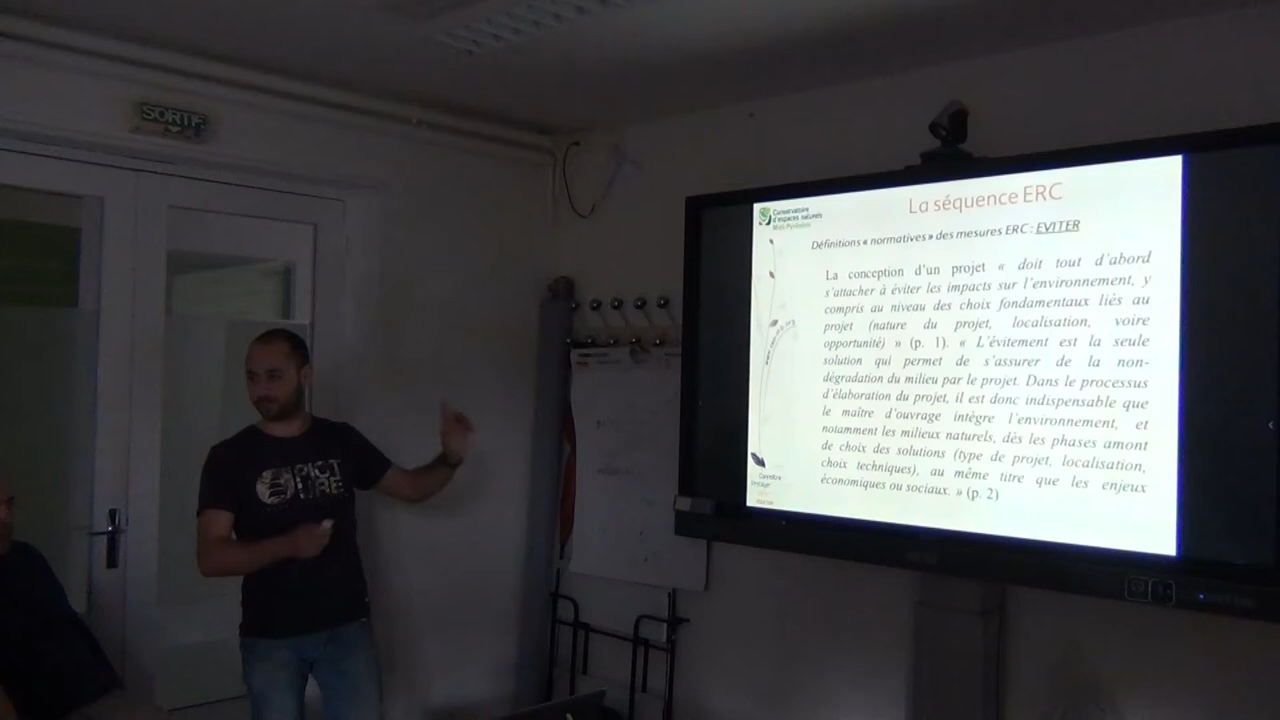 SORTIE
PICT
URE
Conservatoire
d'espaces naturels
Midi-Pyrénées
La séquence ERC
Définitions « normatives » des mesures ERC : EVITER
La conception d'un projet « doit tout d'abord
s'attacher à éviter les impacts sur l'environnement, y
compris au niveau des choix fondamentaux liés au
projet (nature du projet, localisation, voire
opportunité) » (p. 1). « L'évitement est la seule
solution qui permet de s'assurer de la non-
dégradation du milieu par le projet. Dans le processus
d'élaboration du projet, il est donc indispensable que
le maître d'ouvrage intègre l'environnement, et
notamment les milieux naturels, dès les phases amont
de choix des solutions (type de projet, localisation,
choix techniques), au même titre que les enjeux
économiques ou sociaux. » (p. 2)
Connaître
Protéger